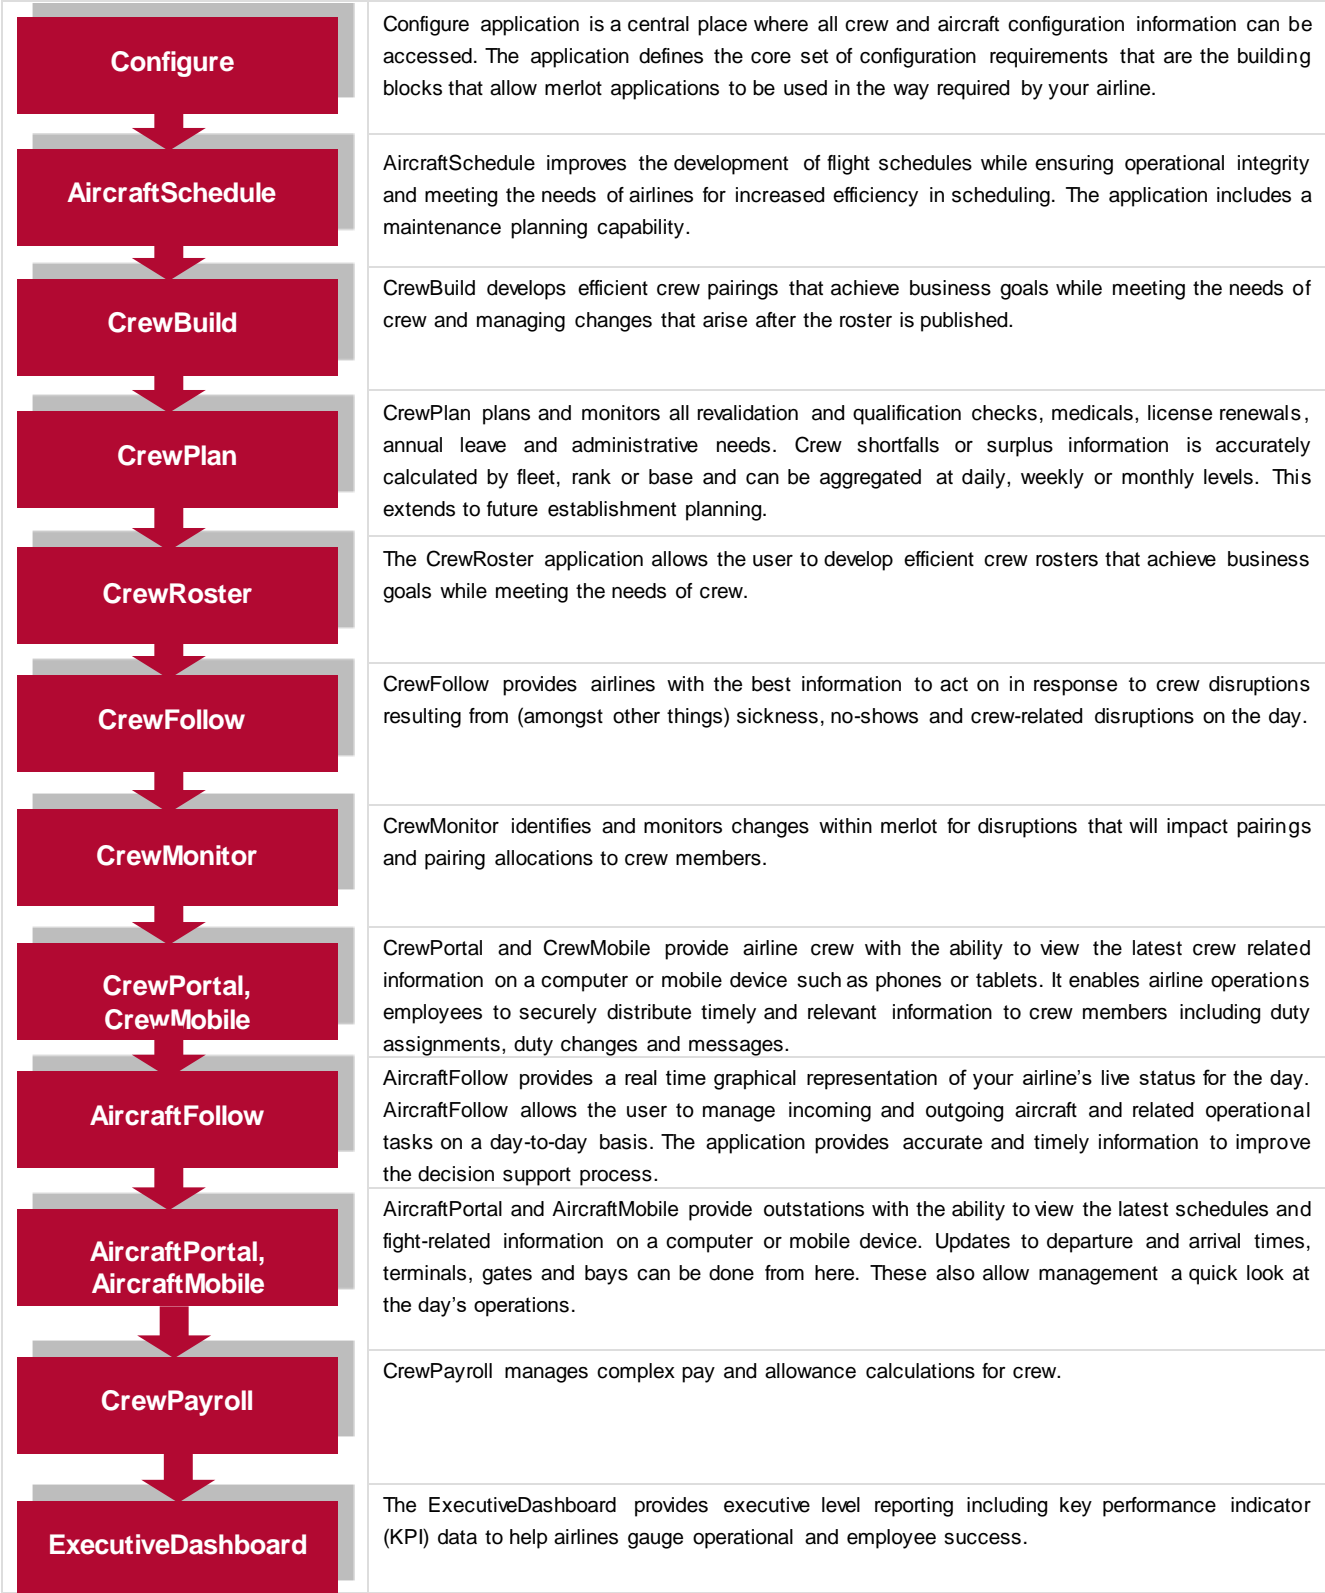 Configure
Configure application is a central place where all crew and aircraft configuration information can be
accessed. The application defines the core set of configuration requirements that are the building
blocks that allow merlot applications to be used in the way required by your airline.
AircraftSchedule
AircraftSchedule improves the development of flight schedules while ensuring operational integrity
and meeting the needs of airlines for increased efficiency in scheduling. The application includes a
maintenance planning capability.
CrewBuild
CrewBuild develops efficient crew pairings that achieve business goals while meeting the needs of
crew and managing changes that arise after the roster is published.
CrewPlan
CrewPlan plans and monitors all revalidation and qualification checks, medicals, license renewals,
annual leave and administrative needs. Crew shortfalls or surplus information is accurately
calculated by fleet, rank or base and can be aggregated at daily, weekly or monthly levels. This
extends to future establishment planning.
CrewRoster
The CrewRoster application allows the user to develop efficient crew rosters that achieve business
goals while meeting the needs of crew.
CrewFollow
CrewFollow provides airlines with the best information to act on in response to crew disruptions
resulting from (amongst other things) sickness, no-shows and crew-related disruptions on the day.
CrewMonitor
CrewMonitor identifies and monitors changes within merlot for disruptions that will impact pairings
and pairing allocations to crew members.
CrewPortal,
CrewMobile
CrewPortal and CrewMobile provide airline crew with the ability to view the latest crew related
information on a computer or mobile device such as phones or tablets. It enables airline operations
employees to securely distribute timely and relevant information to crew members including duty
assignments, duty changes and messages.
AircraftFollow
AircraftFollow provides a real time graphical representation of your airline's live status for the day.
AircraftFollow allows the user to manage incoming and outgoing aircraft and related operational
tasks on a day-to-day basis. The application provides accurate and timely information to improve
the decision support process.
AircraftPortal,
AircraftMobile
AircraftPortal and AircraftMobile provide outstations with the ability to view the latest schedules and
fight-related information on a computer or mobile device. Updates to departure and arrival times,
terminals, gates and bays can be done from here. These also allow management a quick look at
the day's operations.
CrewPayroll
CrewPayroll manages complex pay and allowance calculations for crew.
ExecutiveDashboard
The ExecutiveDashboard provides executive level reporting including key performance indicator
(KPI) data to help airlines gauge operational and employee success.